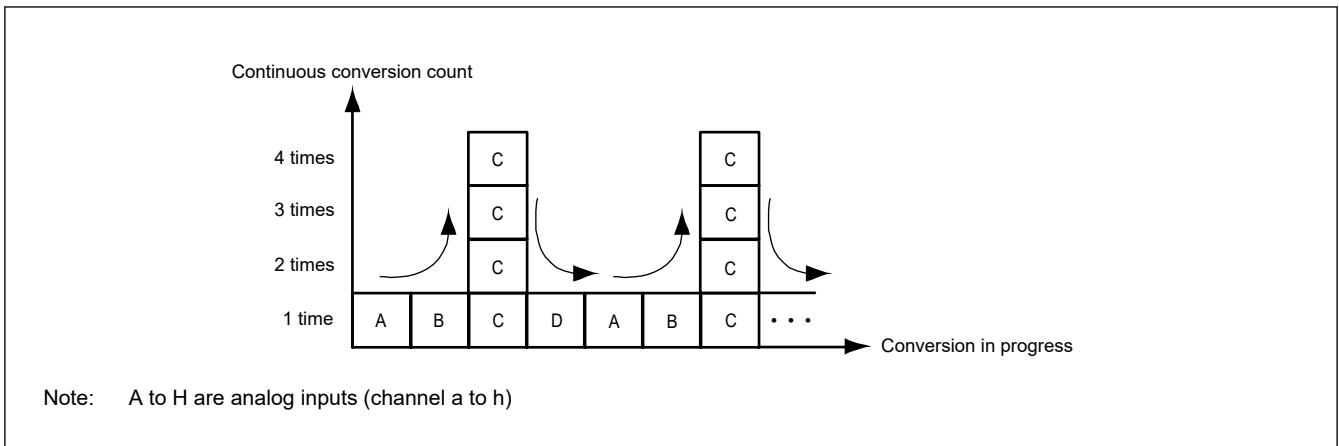 Continuous conversion count
4 times C C
3 times C C
2 times C C
1 time A B C D A B C • • •
Conversion in progress
Note: A to H are analog inputs (channel a to h)